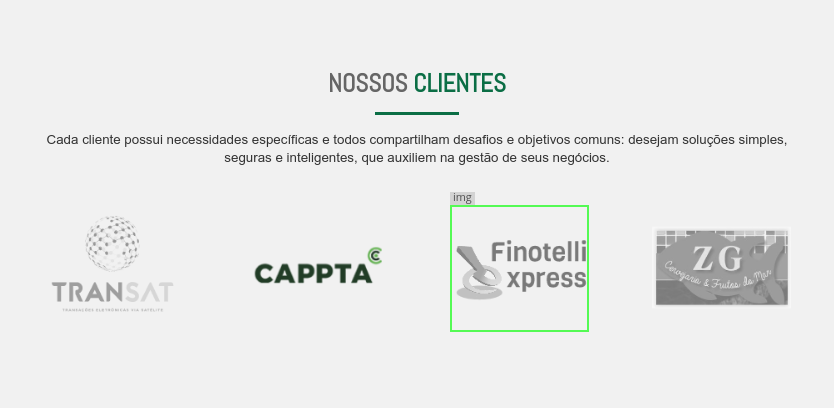 NOSSOS CLIENTES
Cada cliente possui necessidades específicas e todos compartilham desafios e objetivos comuns: desejam soluções simples,
seguras e inteligentes, que auxiliem na gestão de seus negócios.
img
TRANSAT
TRANSAÇÕES ELETRÔNICAS VIA SATÉLITE
CAPPTA
C
Finotelli
xpress
ZG
Cervejaria & Frutos do Mar